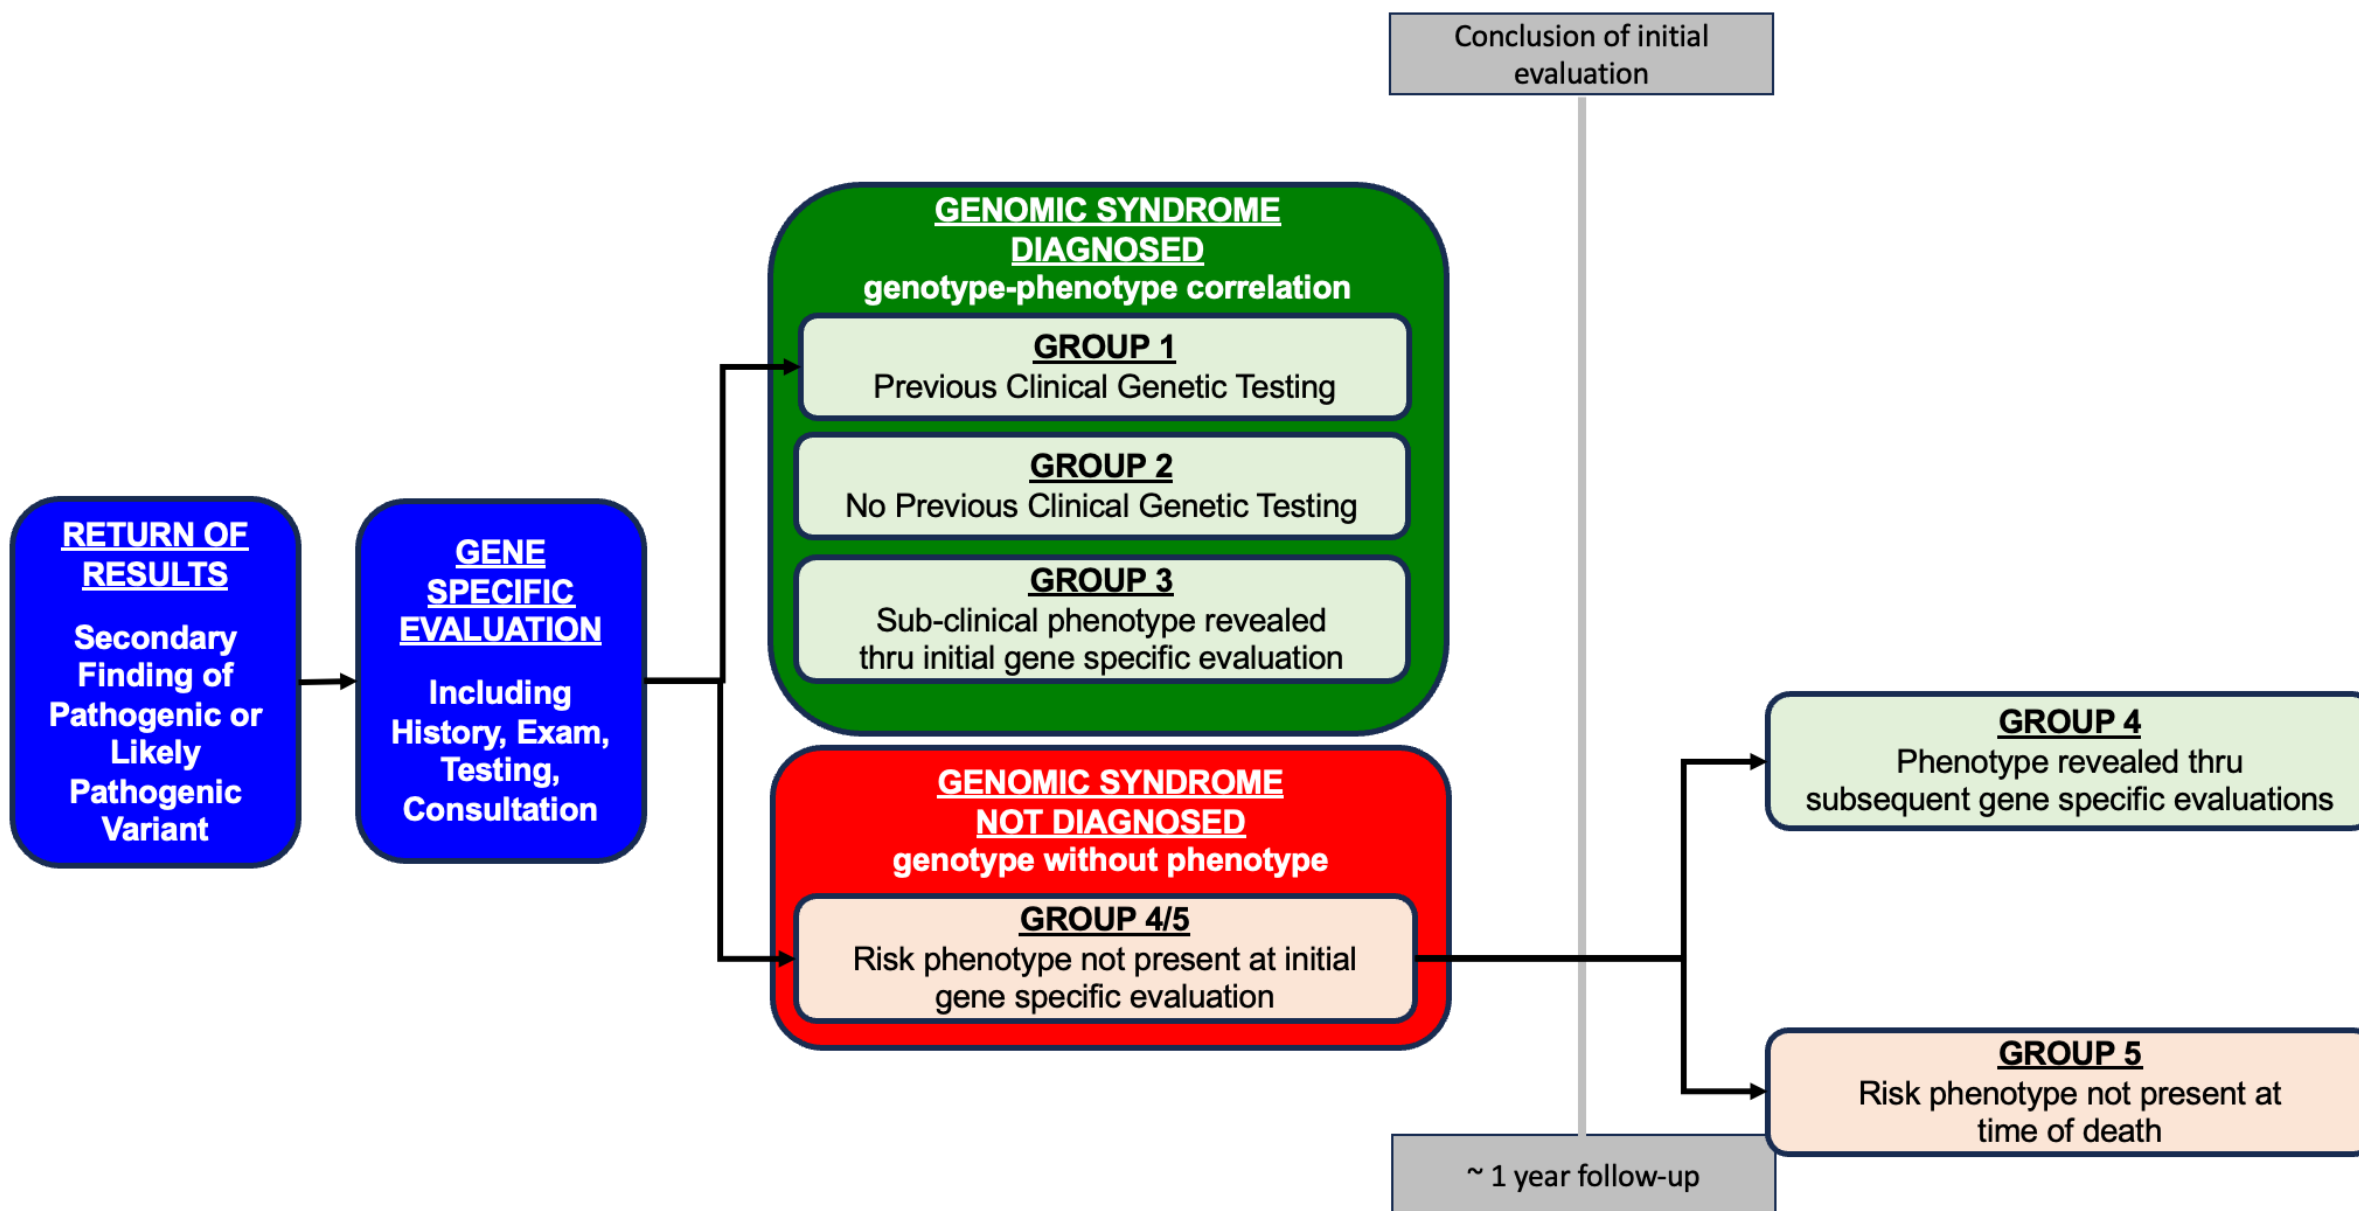 Conclusion of initial
evaluation
GENOMIC SYNDROME
DIAGNOSED
genotype-phenotype correlation
GROUP 1
Previous Clinical Genetic Testing
GROUP 2
No Previous Clinical Genetic Testing
GROUP 3
Sub-clinical phenotype revealed
thru initial gene specific evaluation
RETURN OF
RESULTS
Secondary
Finding of
Pathogenic or
Likely
Pathogenic
Variant
GENE
SPECIFIC
EVALUATION
Including
History, Exam,
Testing,
Consultation
GENOMIC SYNDROME
NOT DIAGNOSED
genotype without phenotype
GROUP 4/5
Risk phenotype not present at initial
gene specific evaluation
GROUP 4
Phenotype revealed thru
subsequent gene specific evaluations
GROUP 5
Risk phenotype not present at
time of death
~ 1 year follow-up